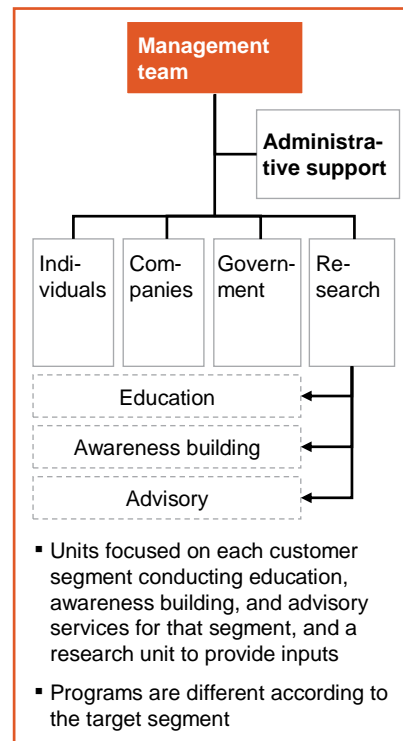 Management
team
Administra-
tive support
Indi-
viduals
Com-
panies
Govern-
ment
Re-
search
Education
Awareness building
Advisory
▪ Units focused on each customer
segment conducting education,
awareness building, and advisory
services for that segment, and a
research unit to provide inputs
▪ Programs are different according to
the target segment